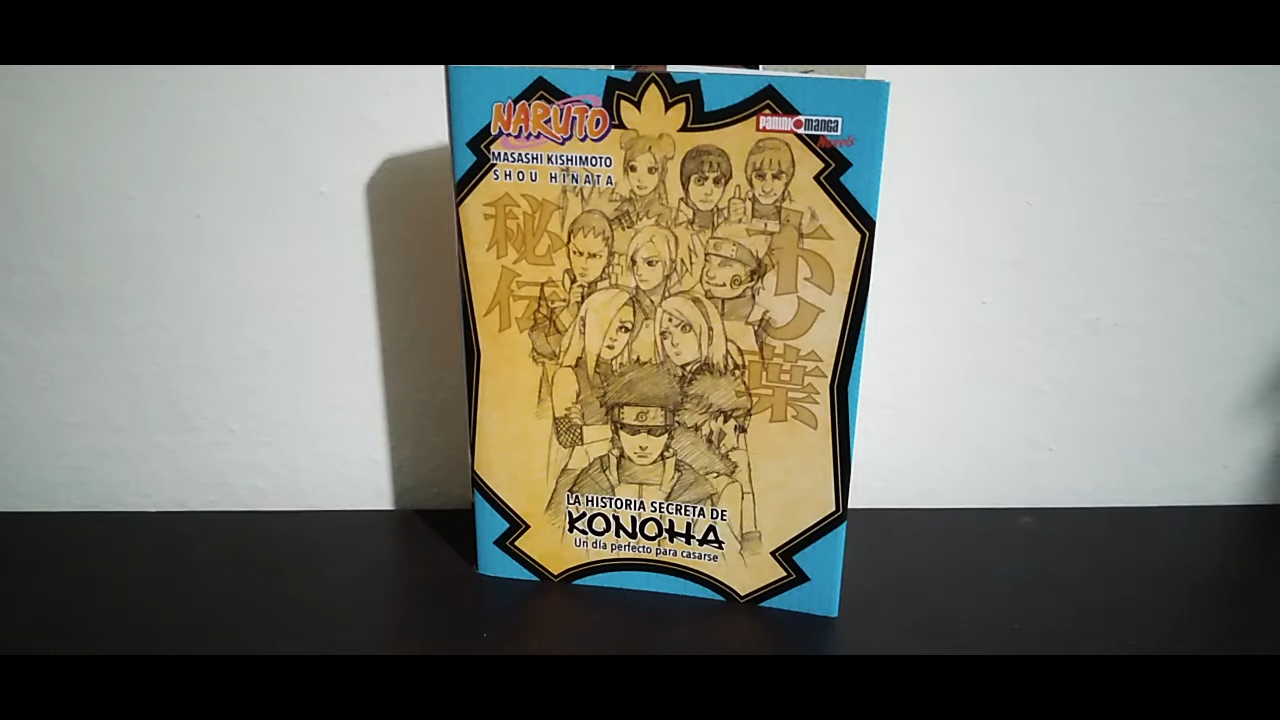 NARUTO
PANINI MANGA
Novels
MASASHI KISHIMOTO
SHOU HINATA
秘伝
木ノ葉
LA HISTORIA SECRETA DE
KONOHA
Un día perfecto para casarse